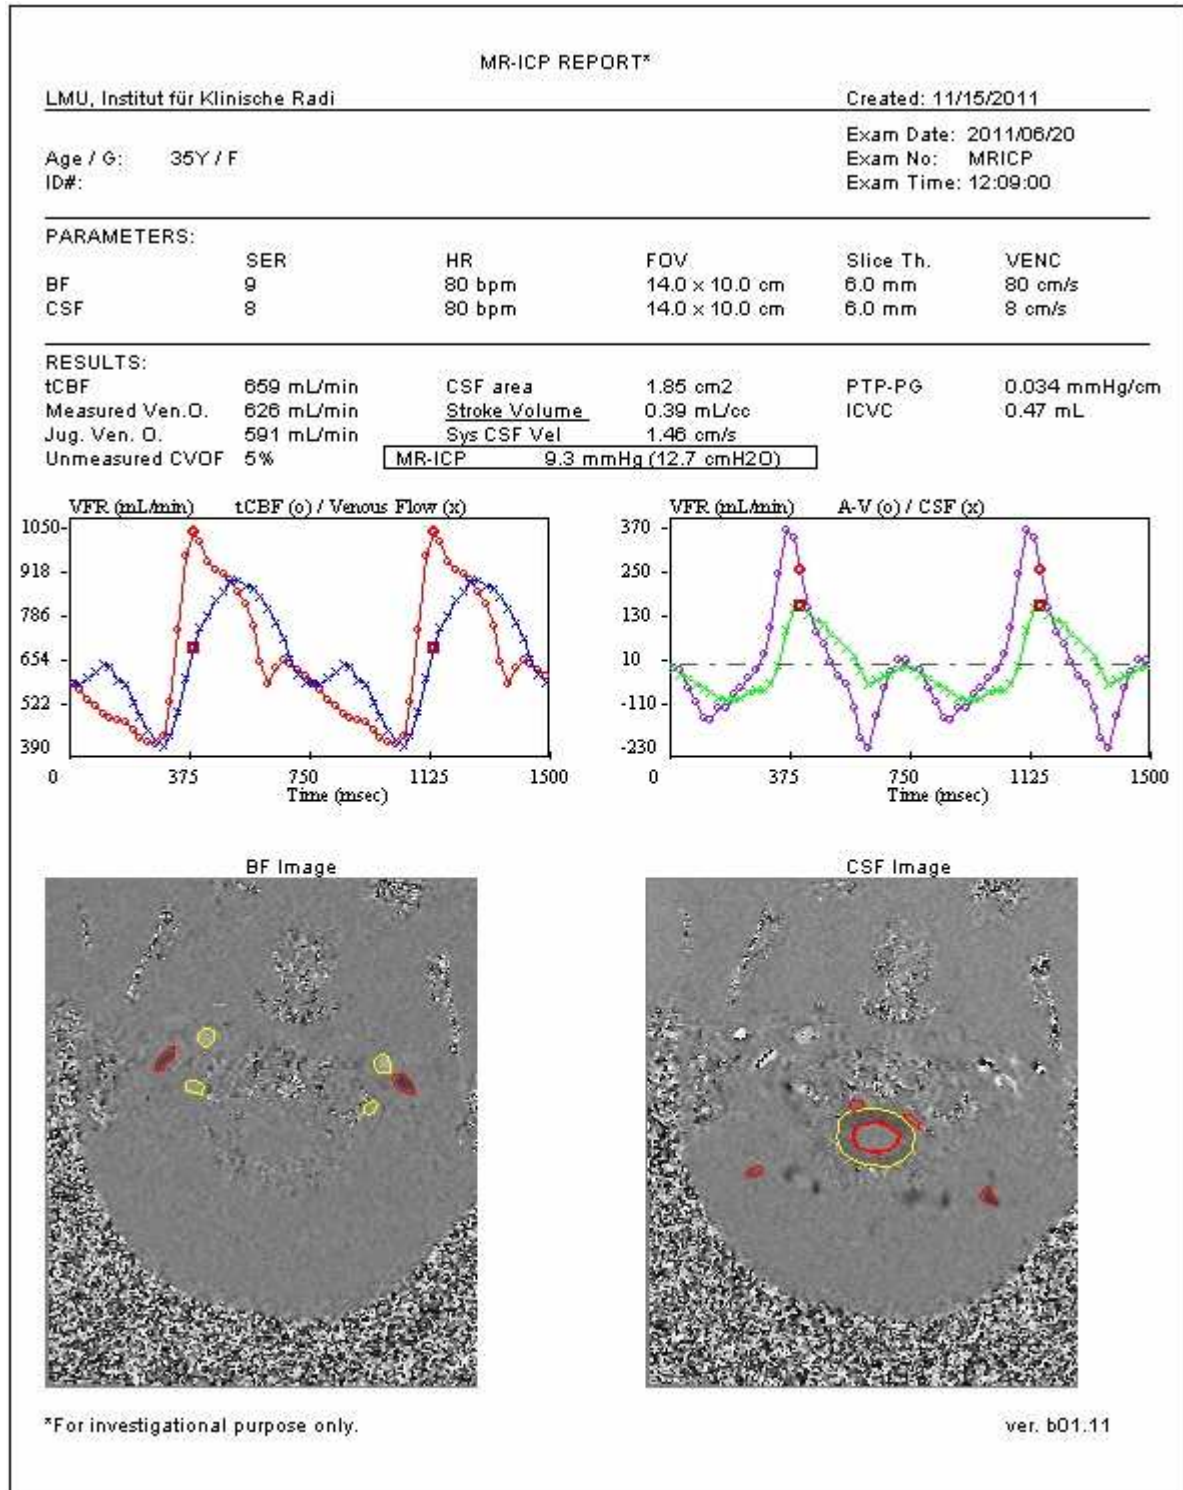 MR-ICP REPORT*
LMU, Institut für Klinische Radi Created: 11/15/2011
Exam Date: 2011/06/20
Age / G: 35Y / F Exam No: MRICP
ID#: Exam Time: 12:09:00
PARAMETERS:
SER HR FOV Slice Th. VENC
BF 9 80 bpm 14.0 x 10.0 cm 6.0 mm 80 cm/s
CSF 8 80 bpm 14.0 x 10.0 cm 6.0 mm 8 cm/s
RESULTS:
tCBF 659 mL/min CSF area 1.85 cm2 PTP-PG 0.034 mmHg/cm
Measured Ven.O. 626 mL/min Stroke Volume 0.39 mL/cc ICVC 0.47 mL
Jug. Ven. O. 591 mL/min Sys CSF Vel 1.46 cm/s
Unmeasured CVOF 5% MR-ICP 9.3 mmHg (12.7 cmH2O)
VFR (mL/min) tCBF (o) / Venous Flow (x) VFR (mL/min) A-V (o) / CSF (x)
1050 370
918 250
786 130
654 10
522 -110
390 -230
0 375 750 1125 1500 0 375 750 1125 1500
Time (msec) Time (msec)
BF Image CSF Image
*For investigational purpose only. ver. b01.11